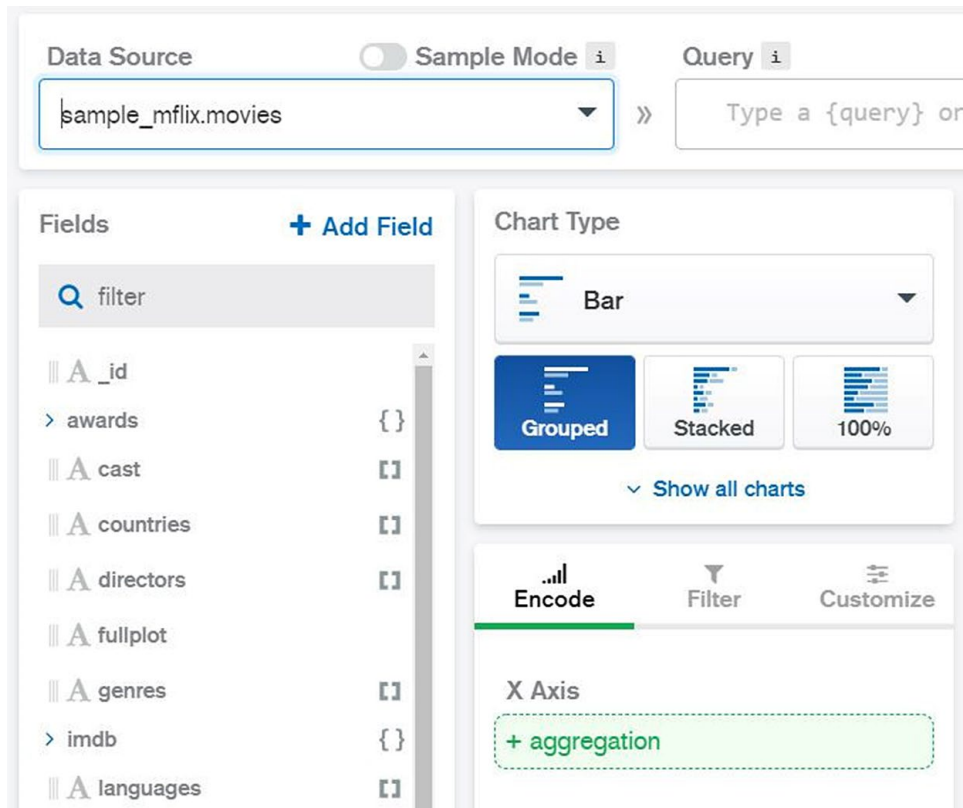 Data Source Sample Mode i Query i
sample_mflix.movies » Type a {query} or
Fields + Add Field
filter
A _id
> awards {}
A cast []
A countries []
A directors []
A fullplot
A genres []
> imdb {}
A languages []
Chart Type
Bar
Grouped Stacked 100%
Show all charts
Encode Filter Customize
X Axis
+ aggregation